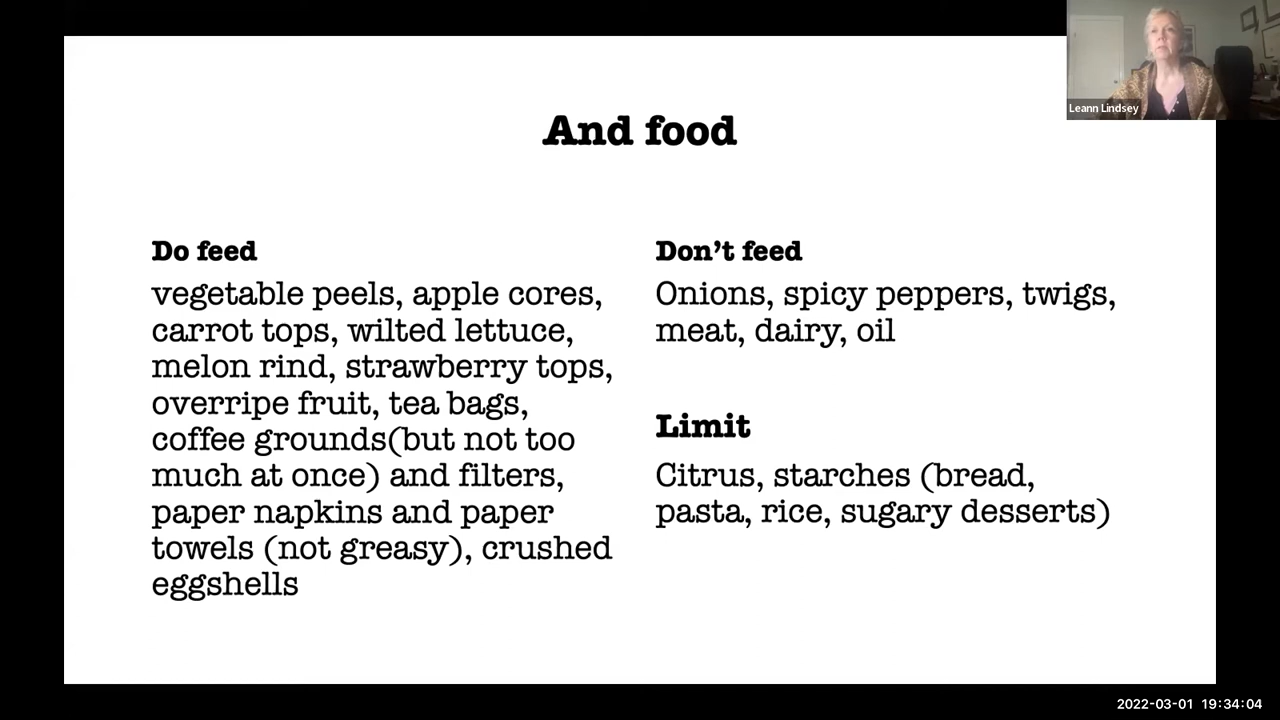 Leann Lindsey
And food
Do feed
vegetable peels, apple cores,
carrot tops, wilted lettuce,
melon rind, strawberry tops,
overripe fruit, tea bags,
coffee grounds(but not too
much at once) and filters,
paper napkins and paper
towels (not greasy), crushed
eggshells
Don’t feed
Onions, spicy peppers, twigs,
meat, dairy, oil
Limit
Citrus, starches (bread,
pasta, rice, sugary desserts)
2022-03-01 19:34:04